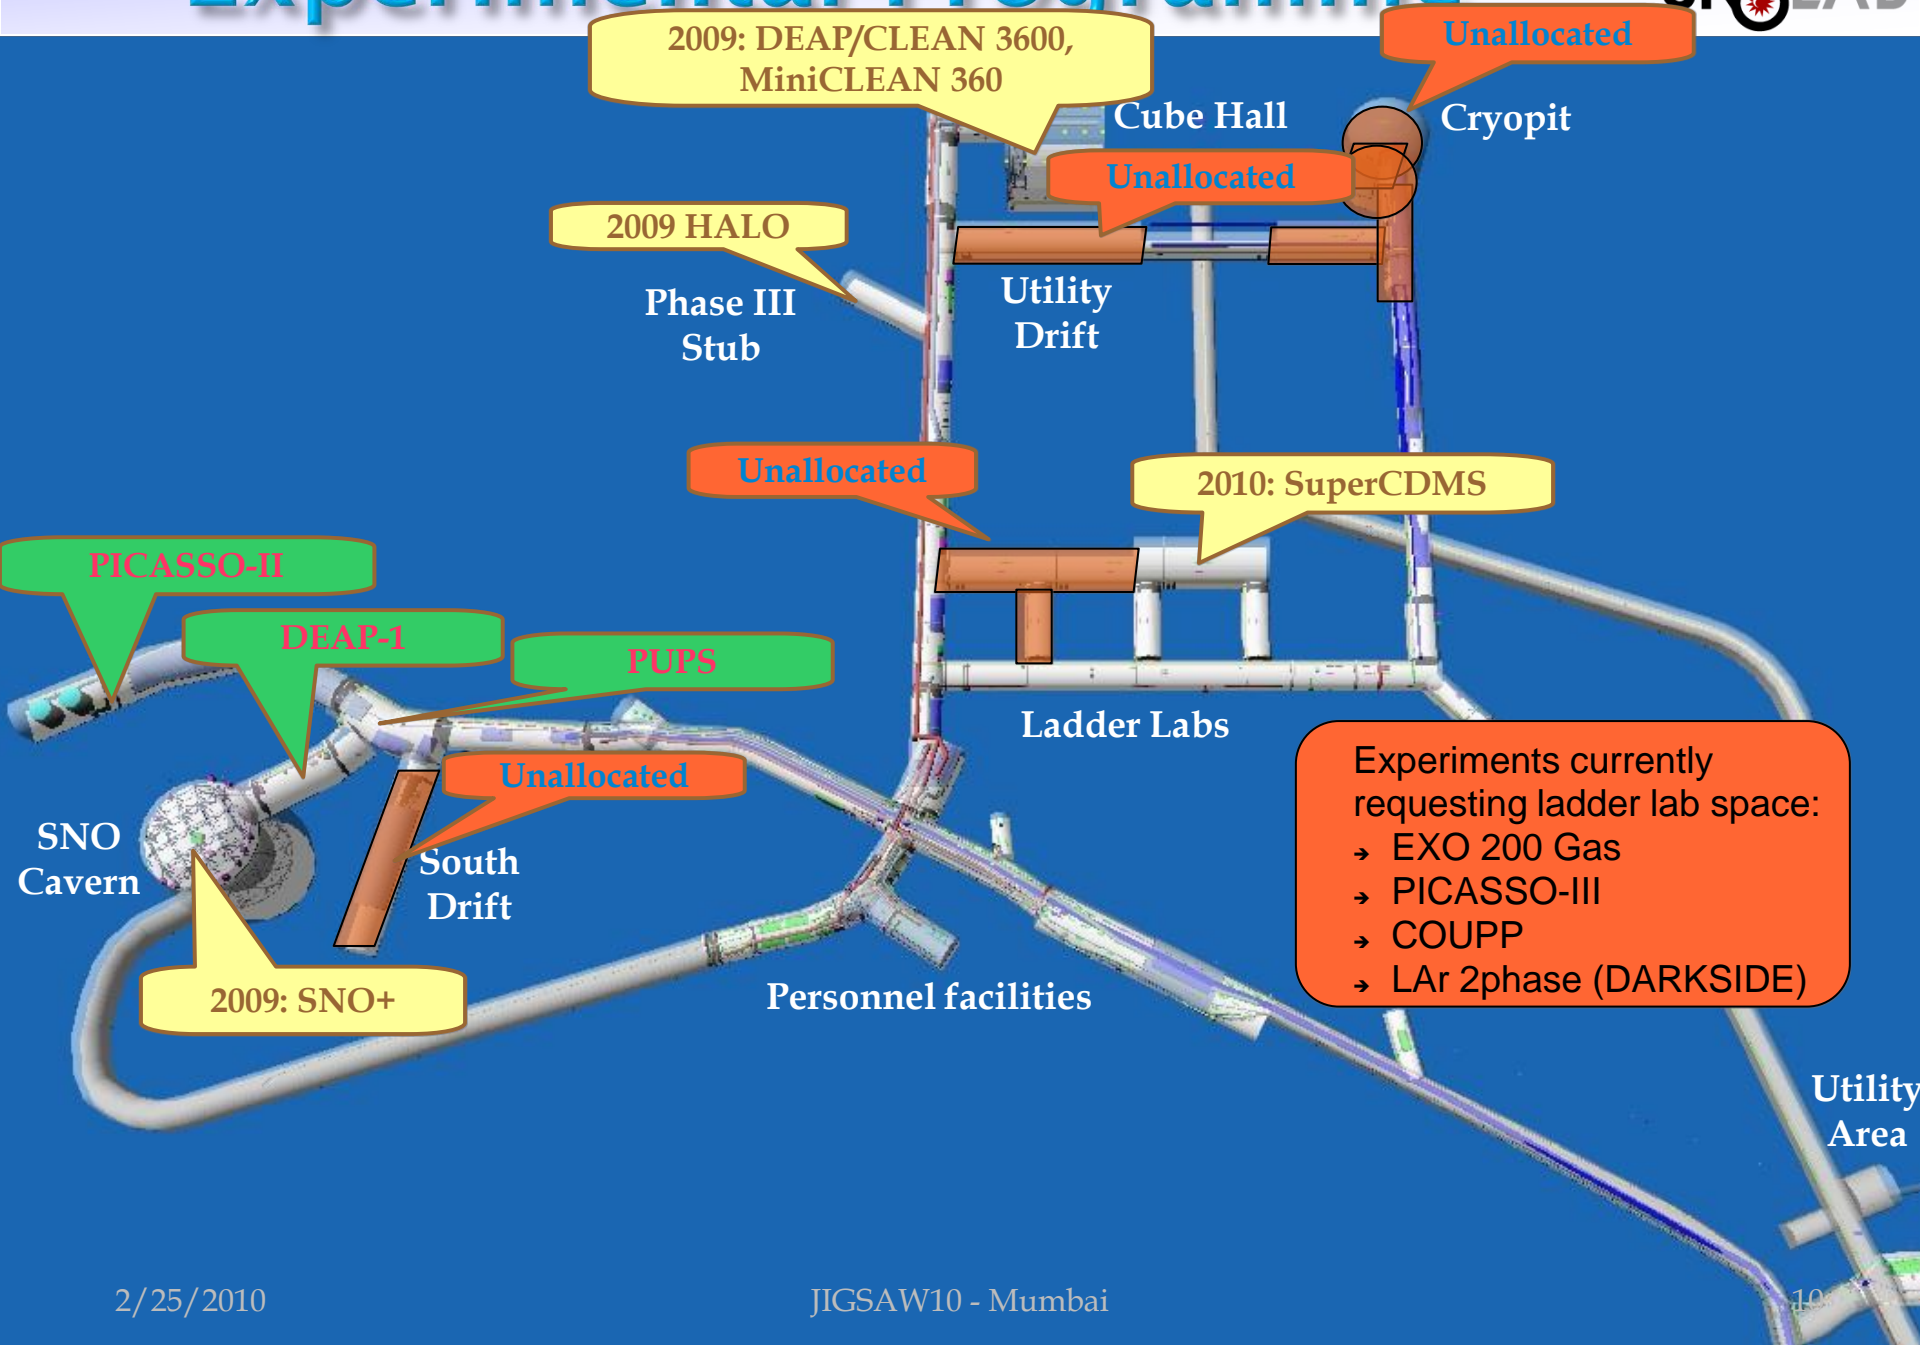 Experimental Programme
2009: DEAP/CLEAN 3600,
MiniCLEAN 360
Unallocated
Cube Hall
Cryopit
Unallocated
2009 HALO
Phase III
Stub
Utility
Drift
Unallocated
2010: SuperCDMS
PICASSO-II
DEAP-1
PUPS
Ladder Labs
Unallocated
Experiments currently
requesting ladder lab space:
➔ EXO 200 Gas
➔ PICASSO-III
➔ COUPP
➔ LAr 2phase (DARKSIDE)
SNO
Cavern
South
Drift
2009: SNO+
Personnel facilities
Utility
Area
2/25/2010
JIGSAW10 - Mumbai
10